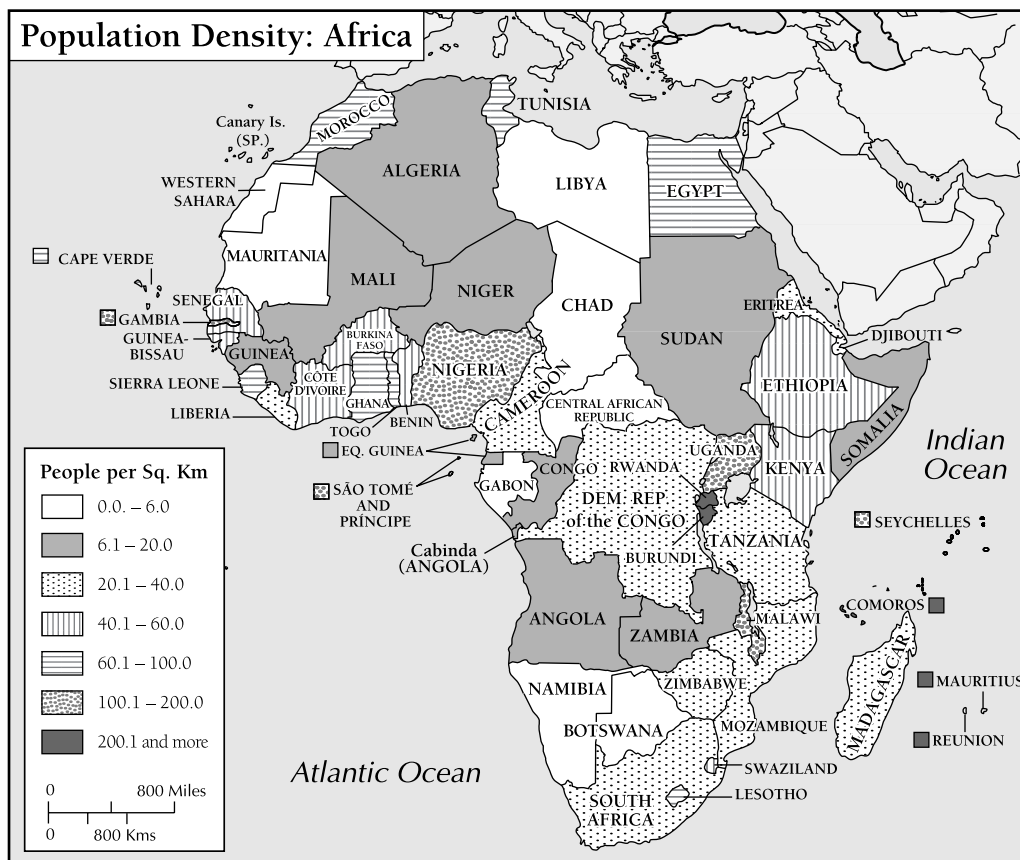 Population Density: Africa
TUNISIA
MOROCCO
Canary Is.
(SP.)
ALGERIA
LIBYA
EGYPT
WESTERN
SAHARA
MAURITANIA
CAPE VERDE
MALI
NIGER
CHAD
SUDAN
ERITREA
SENEGAL
GAMBIA
GUINEA-
BISSAU
GUINEA
BURKINA
FASO
NIGERIA
DJIBOUTI
SIERRA LEONE
CÔTE
D'IVOIRE
GHANA
ETHIOPIA
LIBERIA
TOGO
BENIN
CAMEROON
CENTRAL AFRICAN
REPUBLIC
SOMALIA
EQ. GUINEA
CONGO
RWANDA
UGANDA
KENYA
Indian
Ocean
GABON
SÃO TOMÉ
AND
PRÍNCIPE
DEM. REP.
of the CONGO
SEYCHELLES
TANZANIA
Cabinda
(ANGOLA)
BURUNDI
COMOROS
ANGOLA
ZAMBIA
MALAWI
MADAGASCAR
NAMIBIA
ZIMBABWE
MAURITIUS
BOTSWANA
MOZAMBIQUE
REUNION
Atlantic Ocean
SWAZILAND
SOUTH
AFRICA
LESOTHO
People per Sq. Km
0.0. – 6.0
6.1 – 20.0
20.1 – 40.0
40.1 – 60.0
60.1 – 100.0
100.1 – 200.0
200.1 and more
0 800 Miles
0 800 Kms